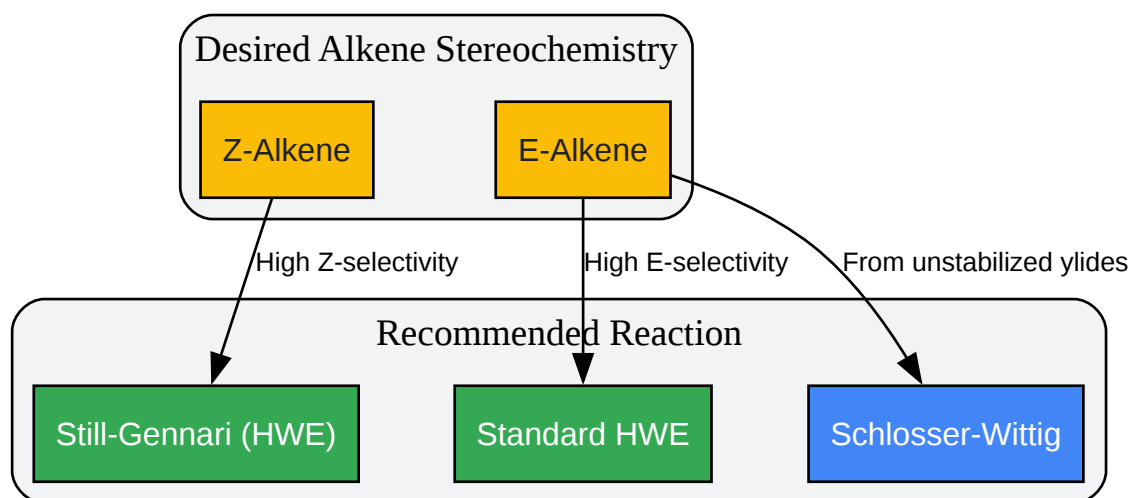 Desired Alkene Stereochemistry
Z-Alkene
E-Alkene
High Z-selectivity
High E-selectivity
From unstabilized ylides
Recommended Reaction
Still-Gennari (HWE)
Standard HWE
Schlosser-Wittig